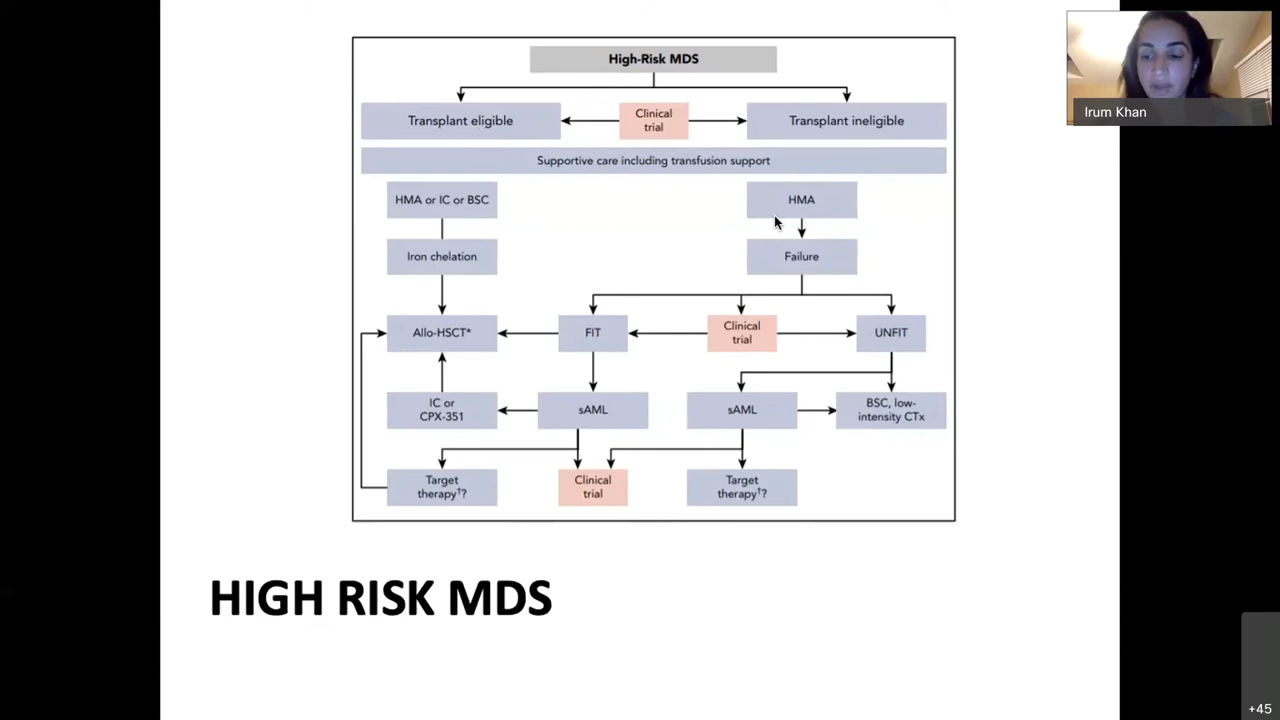 High-Risk MDS
Irum Khan
Transplant eligible
Clinical
trial
Transplant ineligible
Supportive care including transfusion support
HMA or IC or BSC
HMA
Iron chelation
Failure
Allo-HSCT*
FIT
Clinical
trial
UNFIT
IC or
CPX-351
sAML
sAML
BSC, low-
intensity CTx
Target
therapy†?
Clinical
trial
Target
therapy†?
HIGH RISK MDS
+45